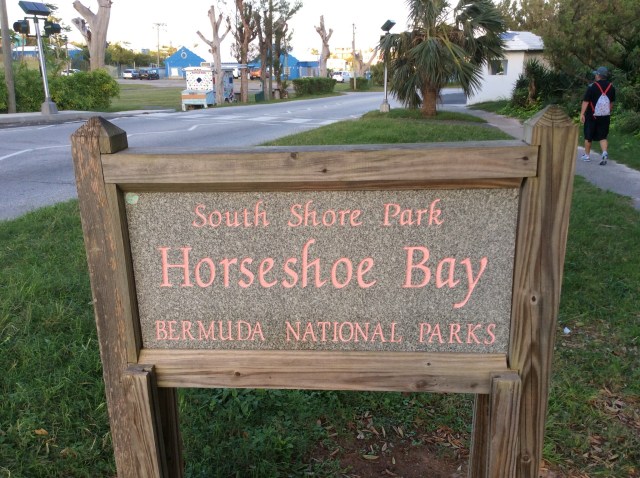 South Shore Park
Horseshoe Bay
BERMUDA NATIONAL PARKS